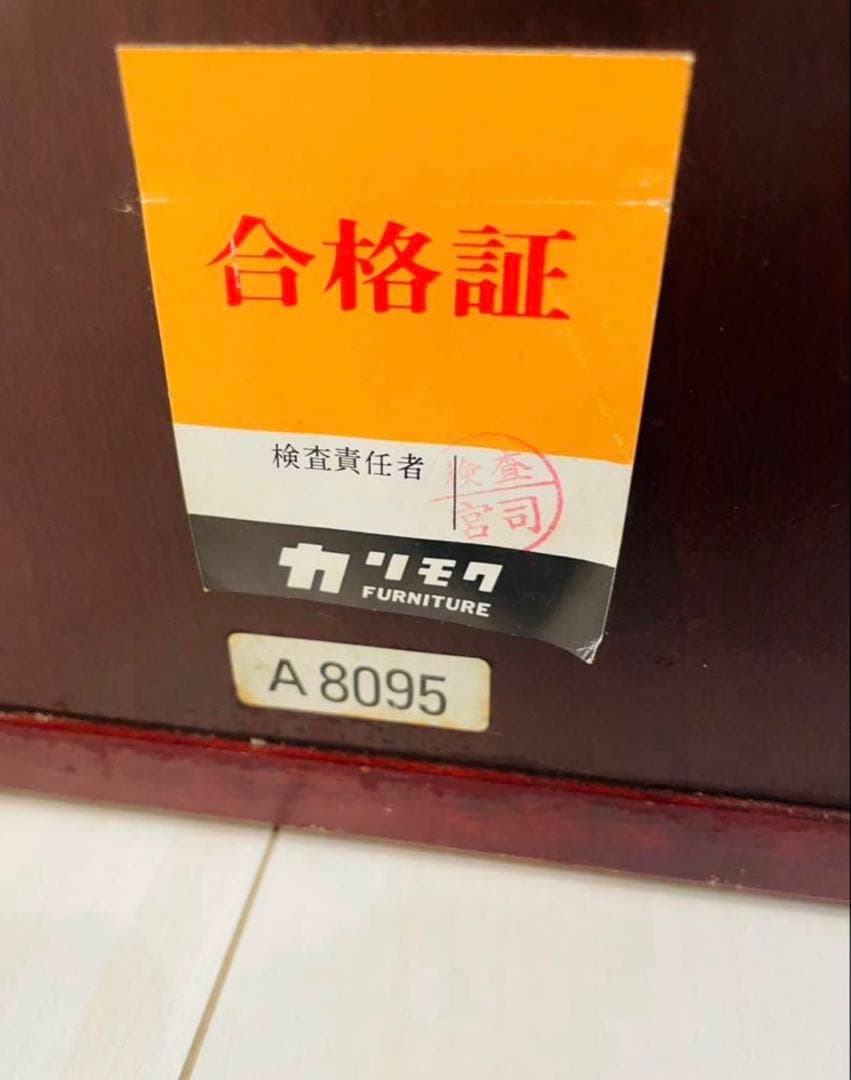 合格証
検査責任者
検査
宮司
カリモク
FURNITURE
A 8095